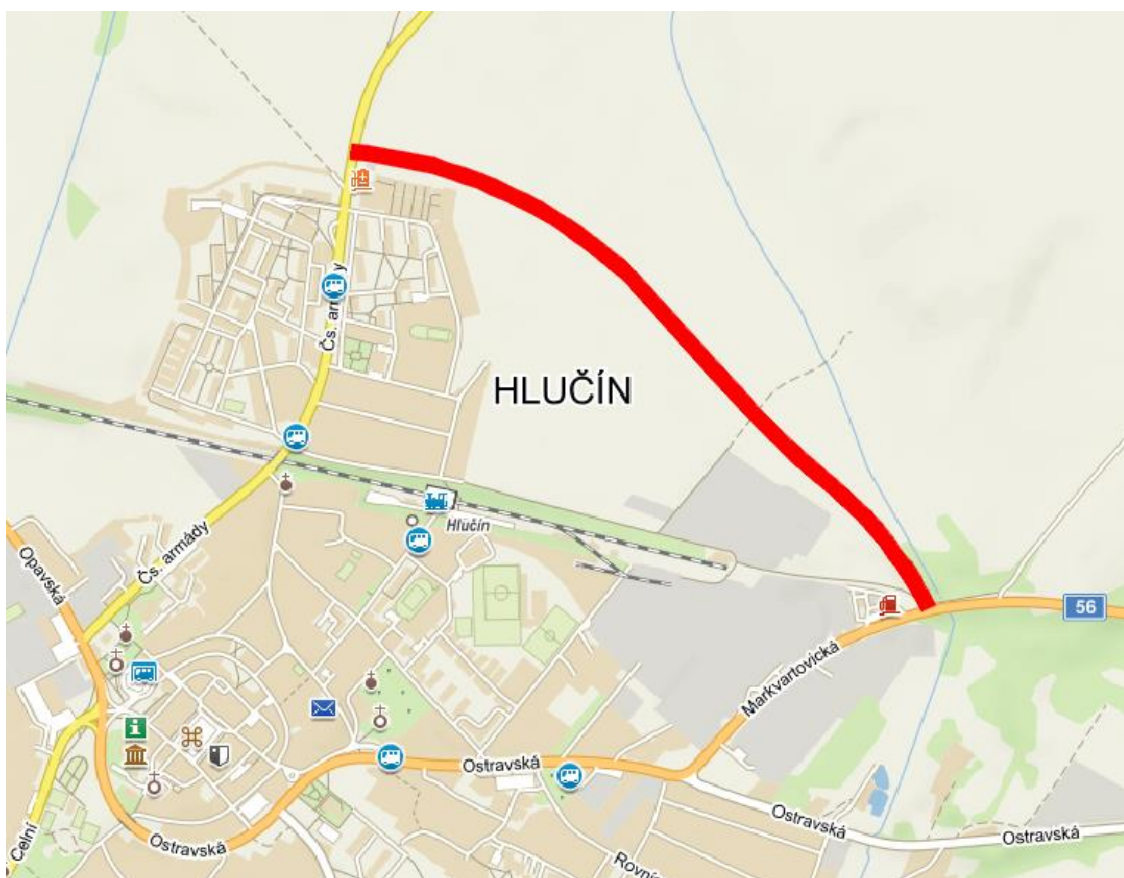 Čs. armády
HLUČÍN
Hlučín
Čs. armády
Opavská
56
Markvartovická
Ostravská
Ostravská
Ostravská
Ostravská
Celní